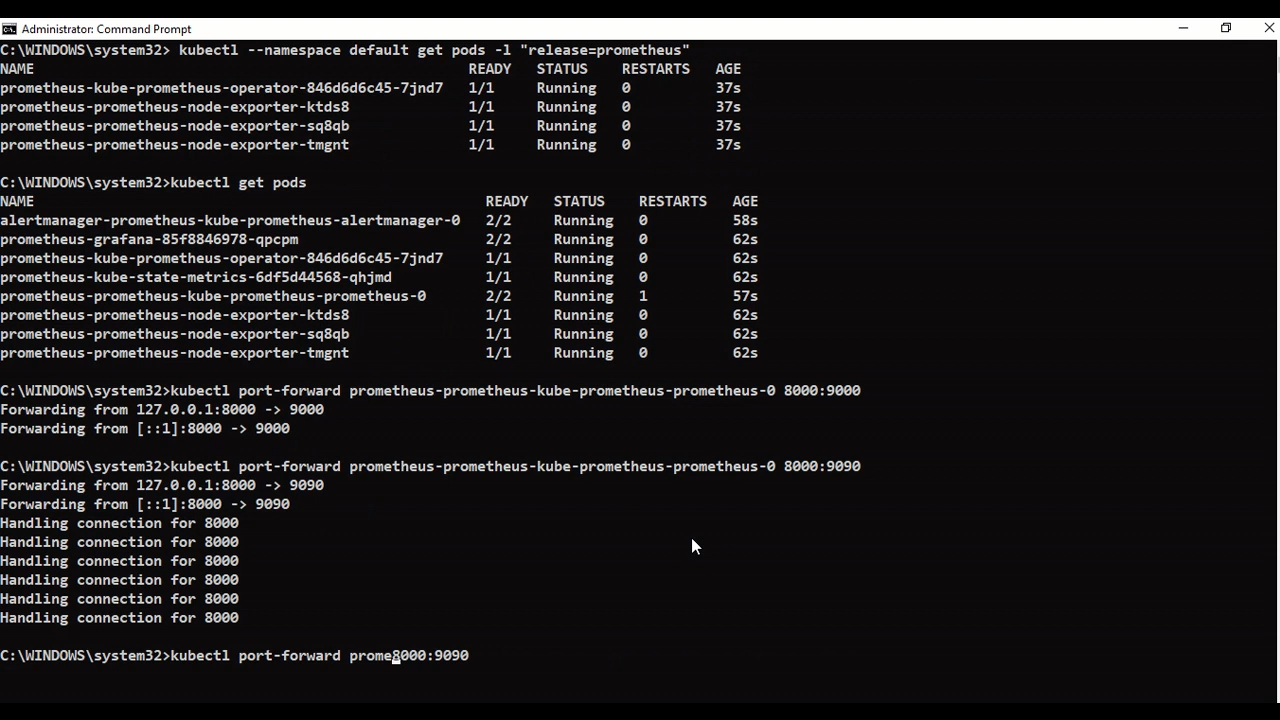 Administrator: Command Prompt
C:\WINDOWS\system32> kubectl --namespace default get pods -l "release=prometheus"
NAME READY STATUS RESTARTS AGE
prometheus-kube-prometheus-operator-846d6d6c45-7jnd7 1/1 Running 0 37s
prometheus-prometheus-node-exporter-ktds8 1/1 Running 0 37s
prometheus-prometheus-node-exporter-sq8qb 1/1 Running 0 37s
prometheus-prometheus-node-exporter-tmgnt 1/1 Running 0 37s
C:\WINDOWS\system32>kubectl get pods
NAME READY STATUS RESTARTS AGE
alertmanager-prometheus-kube-prometheus-alertmanager-0 2/2 Running 0 58s
prometheus-grafana-85f8846978-qpcpm 2/2 Running 0 62s
prometheus-kube-prometheus-operator-846d6d6c45-7jnd7 1/1 Running 0 62s
prometheus-kube-state-metrics-6df5d44568-qhjmd 1/1 Running 0 62s
prometheus-prometheus-kube-prometheus-prometheus-0 2/2 Running 1 57s
prometheus-prometheus-node-exporter-ktds8 1/1 Running 0 62s
prometheus-prometheus-node-exporter-sq8qb 1/1 Running 0 62s
prometheus-prometheus-node-exporter-tmgnt 1/1 Running 0 62s
C:\WINDOWS\system32>kubectl port-forward prometheus-prometheus-kube-prometheus-prometheus-0 8000:9000
Forwarding from 127.0.0.1:8000 -> 9000
Forwarding from [::1]:8000 -> 9000
C:\WINDOWS\system32>kubectl port-forward prometheus-prometheus-kube-prometheus-prometheus-0 8000:9090
Forwarding from 127.0.0.1:8000 -> 9090
Forwarding from [::1]:8000 -> 9090
Handling connection for 8000
Handling connection for 8000
Handling connection for 8000
Handling connection for 8000
Handling connection for 8000
Handling connection for 8000
C:\WINDOWS\system32>kubectl port-forward prome8000:9090